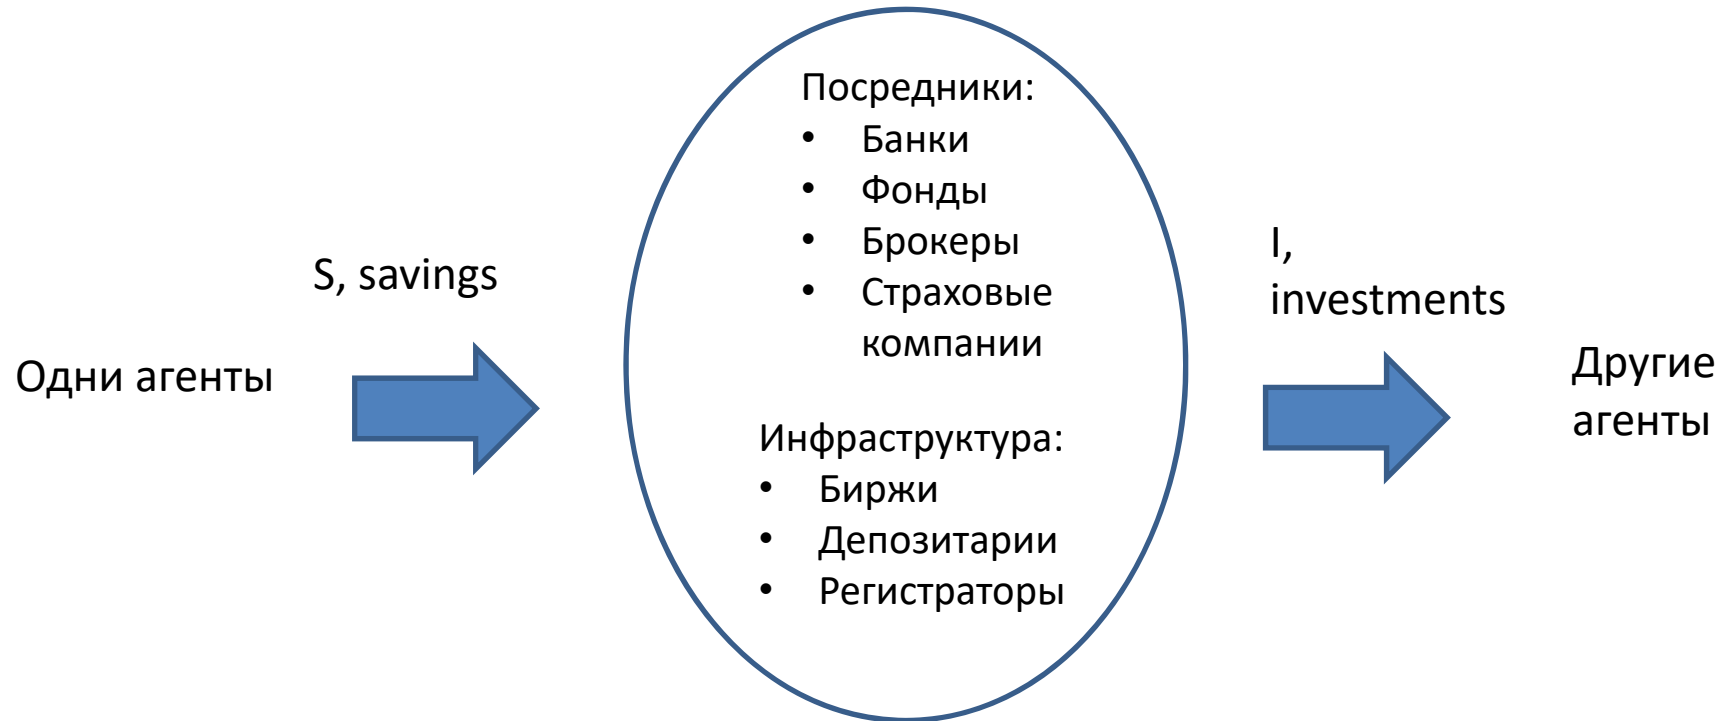 Одни агенты
S, savings
Посредники:
• Банки
• Фонды
• Брокеры
• Страховые
компании
Инфраструктура:
• Биржи
• Депозитарии
• Регистраторы
I,
investments
Другие
агенты